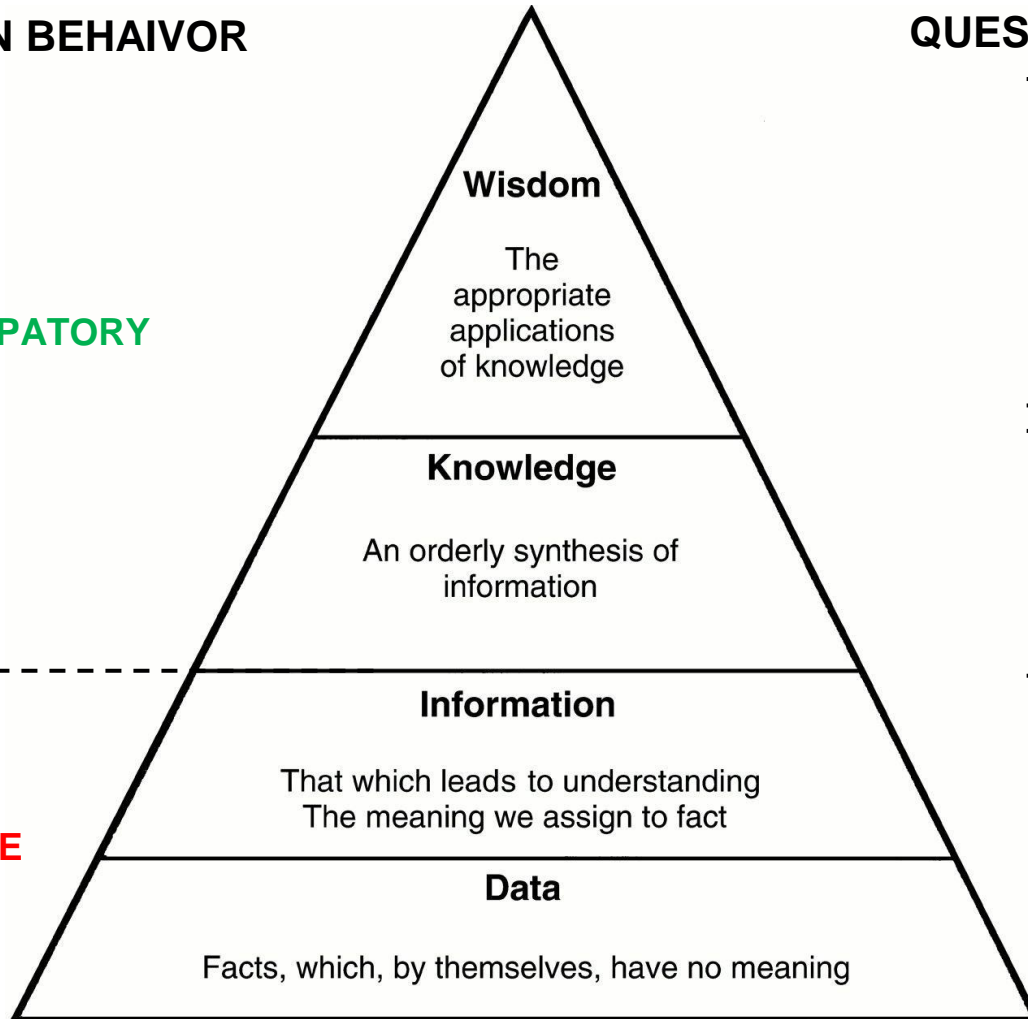 N BEHAIVOR
QUES
Wisdom
The
appropriate
applications
of knowledge
PATORY
Knowledge
An orderly synthesis of
information
Information
That which leads to understanding
The meaning we assign to fact
E
Data
Facts, which, by themselves, have no meaning